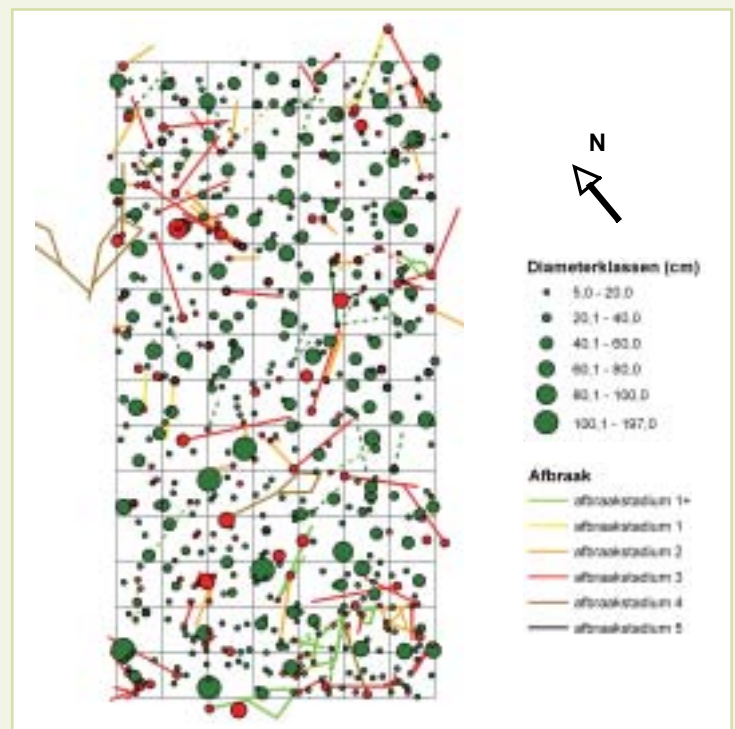 N
Diameterklassen (cm)
5,0 - 20,0
20,1 - 40,0
40,1 - 60,0
60,1 - 80,0
80,1 - 100,0
100,1 - 197,0
Afbraak
afbraakstadium 1+
afbraakstadium 1
afbraakstadium 2
afbraakstadium 3
afbraakstadium 4
afbraakstadium 5